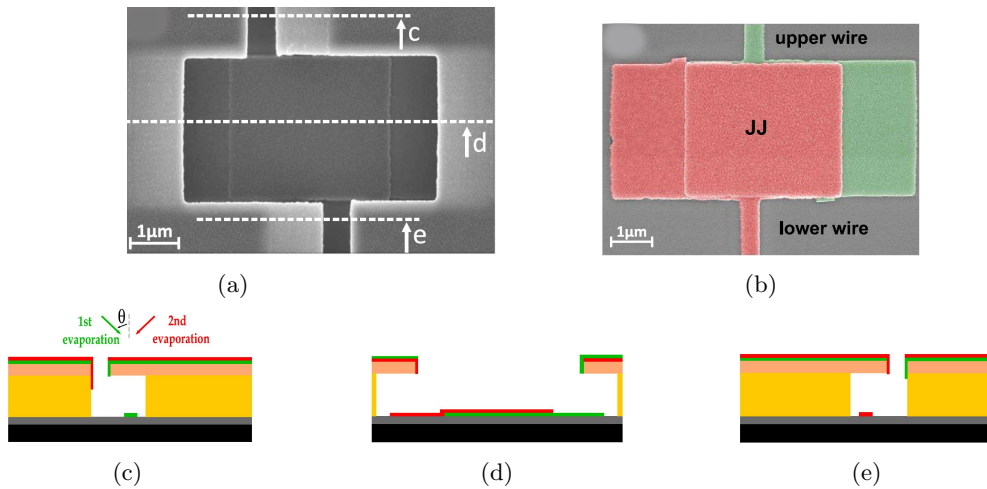 c
d
e
1μm
(a)
upper wire
JJ
lower wire
1μm
(b)
θ
1st
evaporation
2nd
evaporation
(c)
(d)
(e)